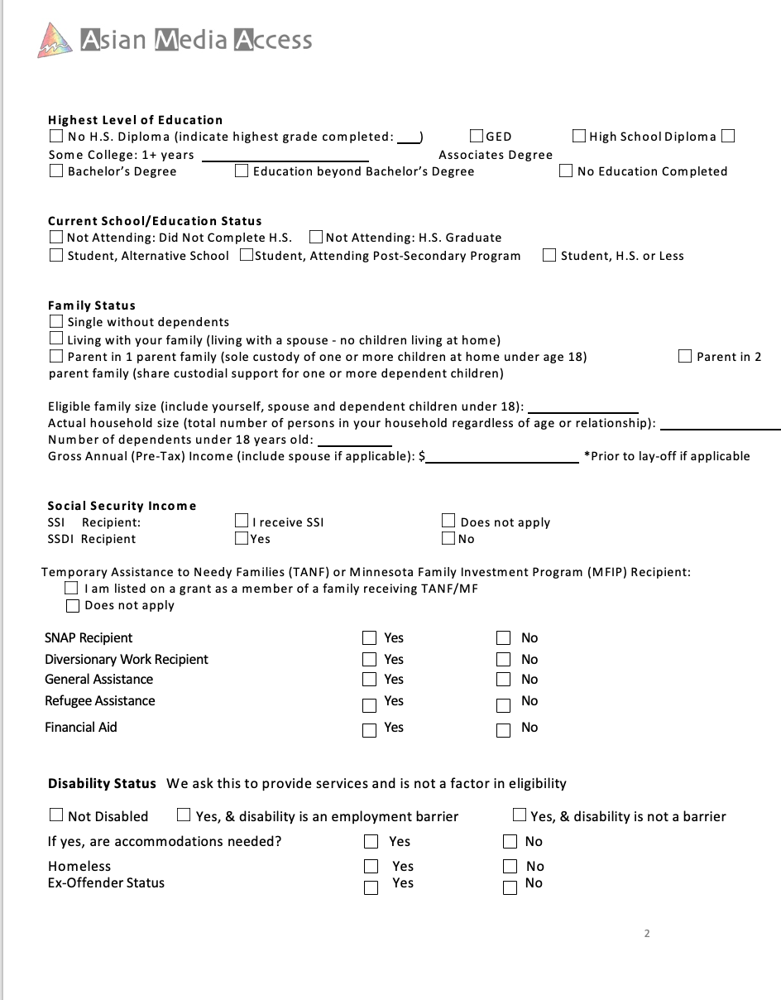 Asian Media Access
Highest Level of Education
☐ No H.S. Diploma (indicate highest grade completed: ___) ☐ GED ☐ High School Diploma ☐
Some College: 1+ years ____________________ Associates Degree
☐ Bachelor’s Degree ☐ Education beyond Bachelor’s Degree ☐ No Education Completed
Current School/Education Status
☐ Not Attending: Did Not Complete H.S. ☐ Not Attending: H.S. Graduate
☐ Student, Alternative School ☐ Student, Attending Post-Secondary Program ☐ Student, H.S. or Less
Family Status
☐ Single without dependents
☐ Living with your family (living with a spouse - no children living at home)
☐ Parent in 1 parent family (sole custody of one or more children at home under age 18) ☐ Parent in 2
parent family (share custodial support for one or more dependent children)
Eligible family size (include yourself, spouse and dependent children under 18): _____________
Actual household size (total number of persons in your household regardless of age or relationship): _______________
Number of dependents under 18 years old: _________
Gross Annual (Pre-Tax) Income (include spouse if applicable): $__________________ *Prior to lay-off if applicable
Social Security Income
SSI Recipient: ☐ I receive SSI ☐ Does not apply
SSDI Recipient ☐ Yes ☐ No
Temporary Assistance to Needy Families (TANF) or Minnesota Family Investment Program (MFIP) Recipient:
☐ I am listed on a grant as a member of a family receiving TANF/MF
☐ Does not apply
SNAP Recipient ☐ Yes ☐ No
Diversionary Work Recipient ☐ Yes ☐ No
General Assistance ☐ Yes ☐ No
Refugee Assistance ☐ Yes ☐ No
Financial Aid ☐ Yes ☐ No
Disability Status We ask this to provide services and is not a factor in eligibility
☐ Not Disabled ☐ Yes, & disability is an employment barrier ☐ Yes, & disability is not a barrier
If yes, are accommodations needed? ☐ Yes ☐ No
Homeless ☐ Yes ☐ No
Ex-Offender Status ☐ Yes ☐ No
2